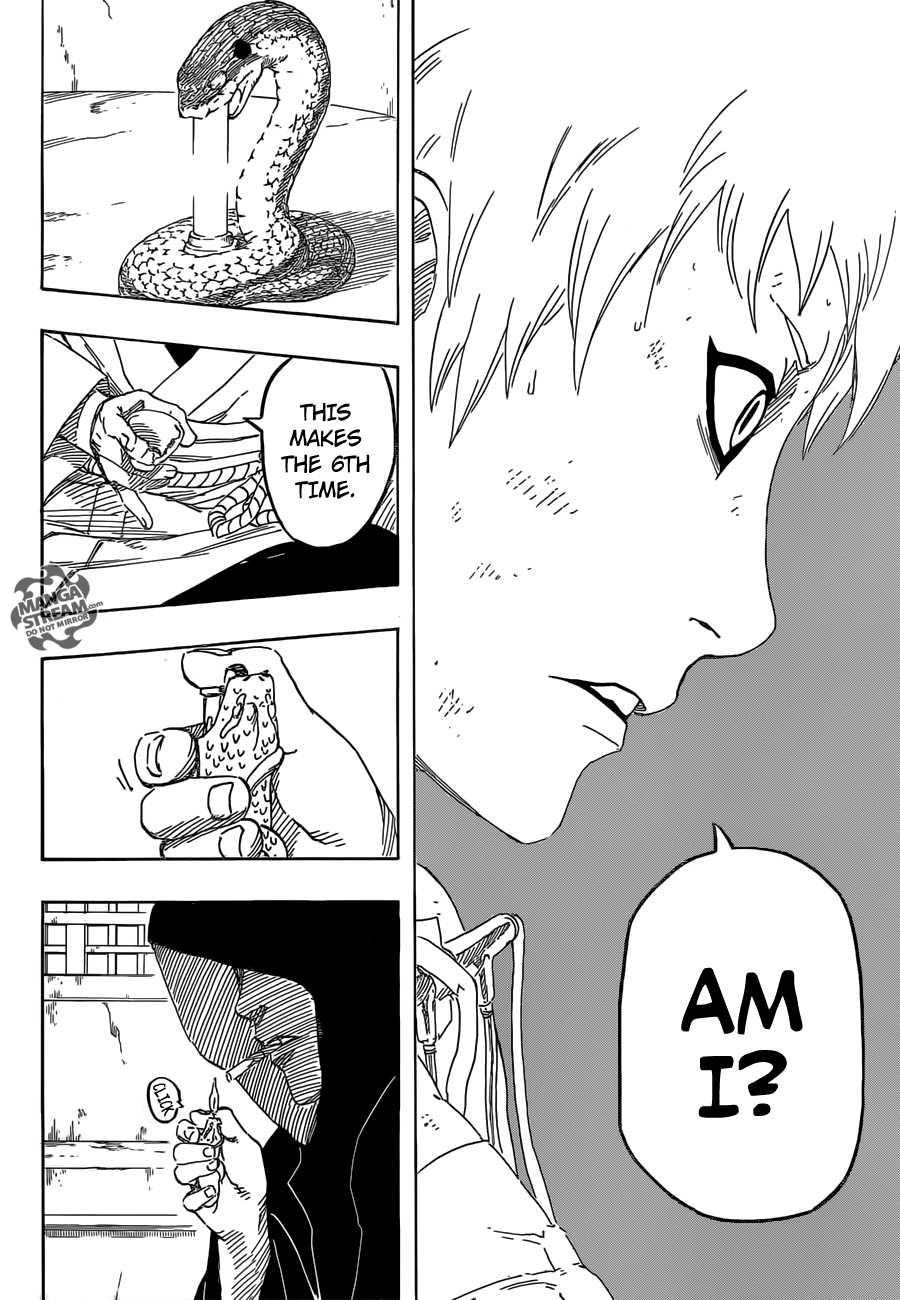 AM
I?
THIS
MAKES
THE 6TH
TIME.
MANGA
STREAM.com
DO NOT MIRROR
CLICK